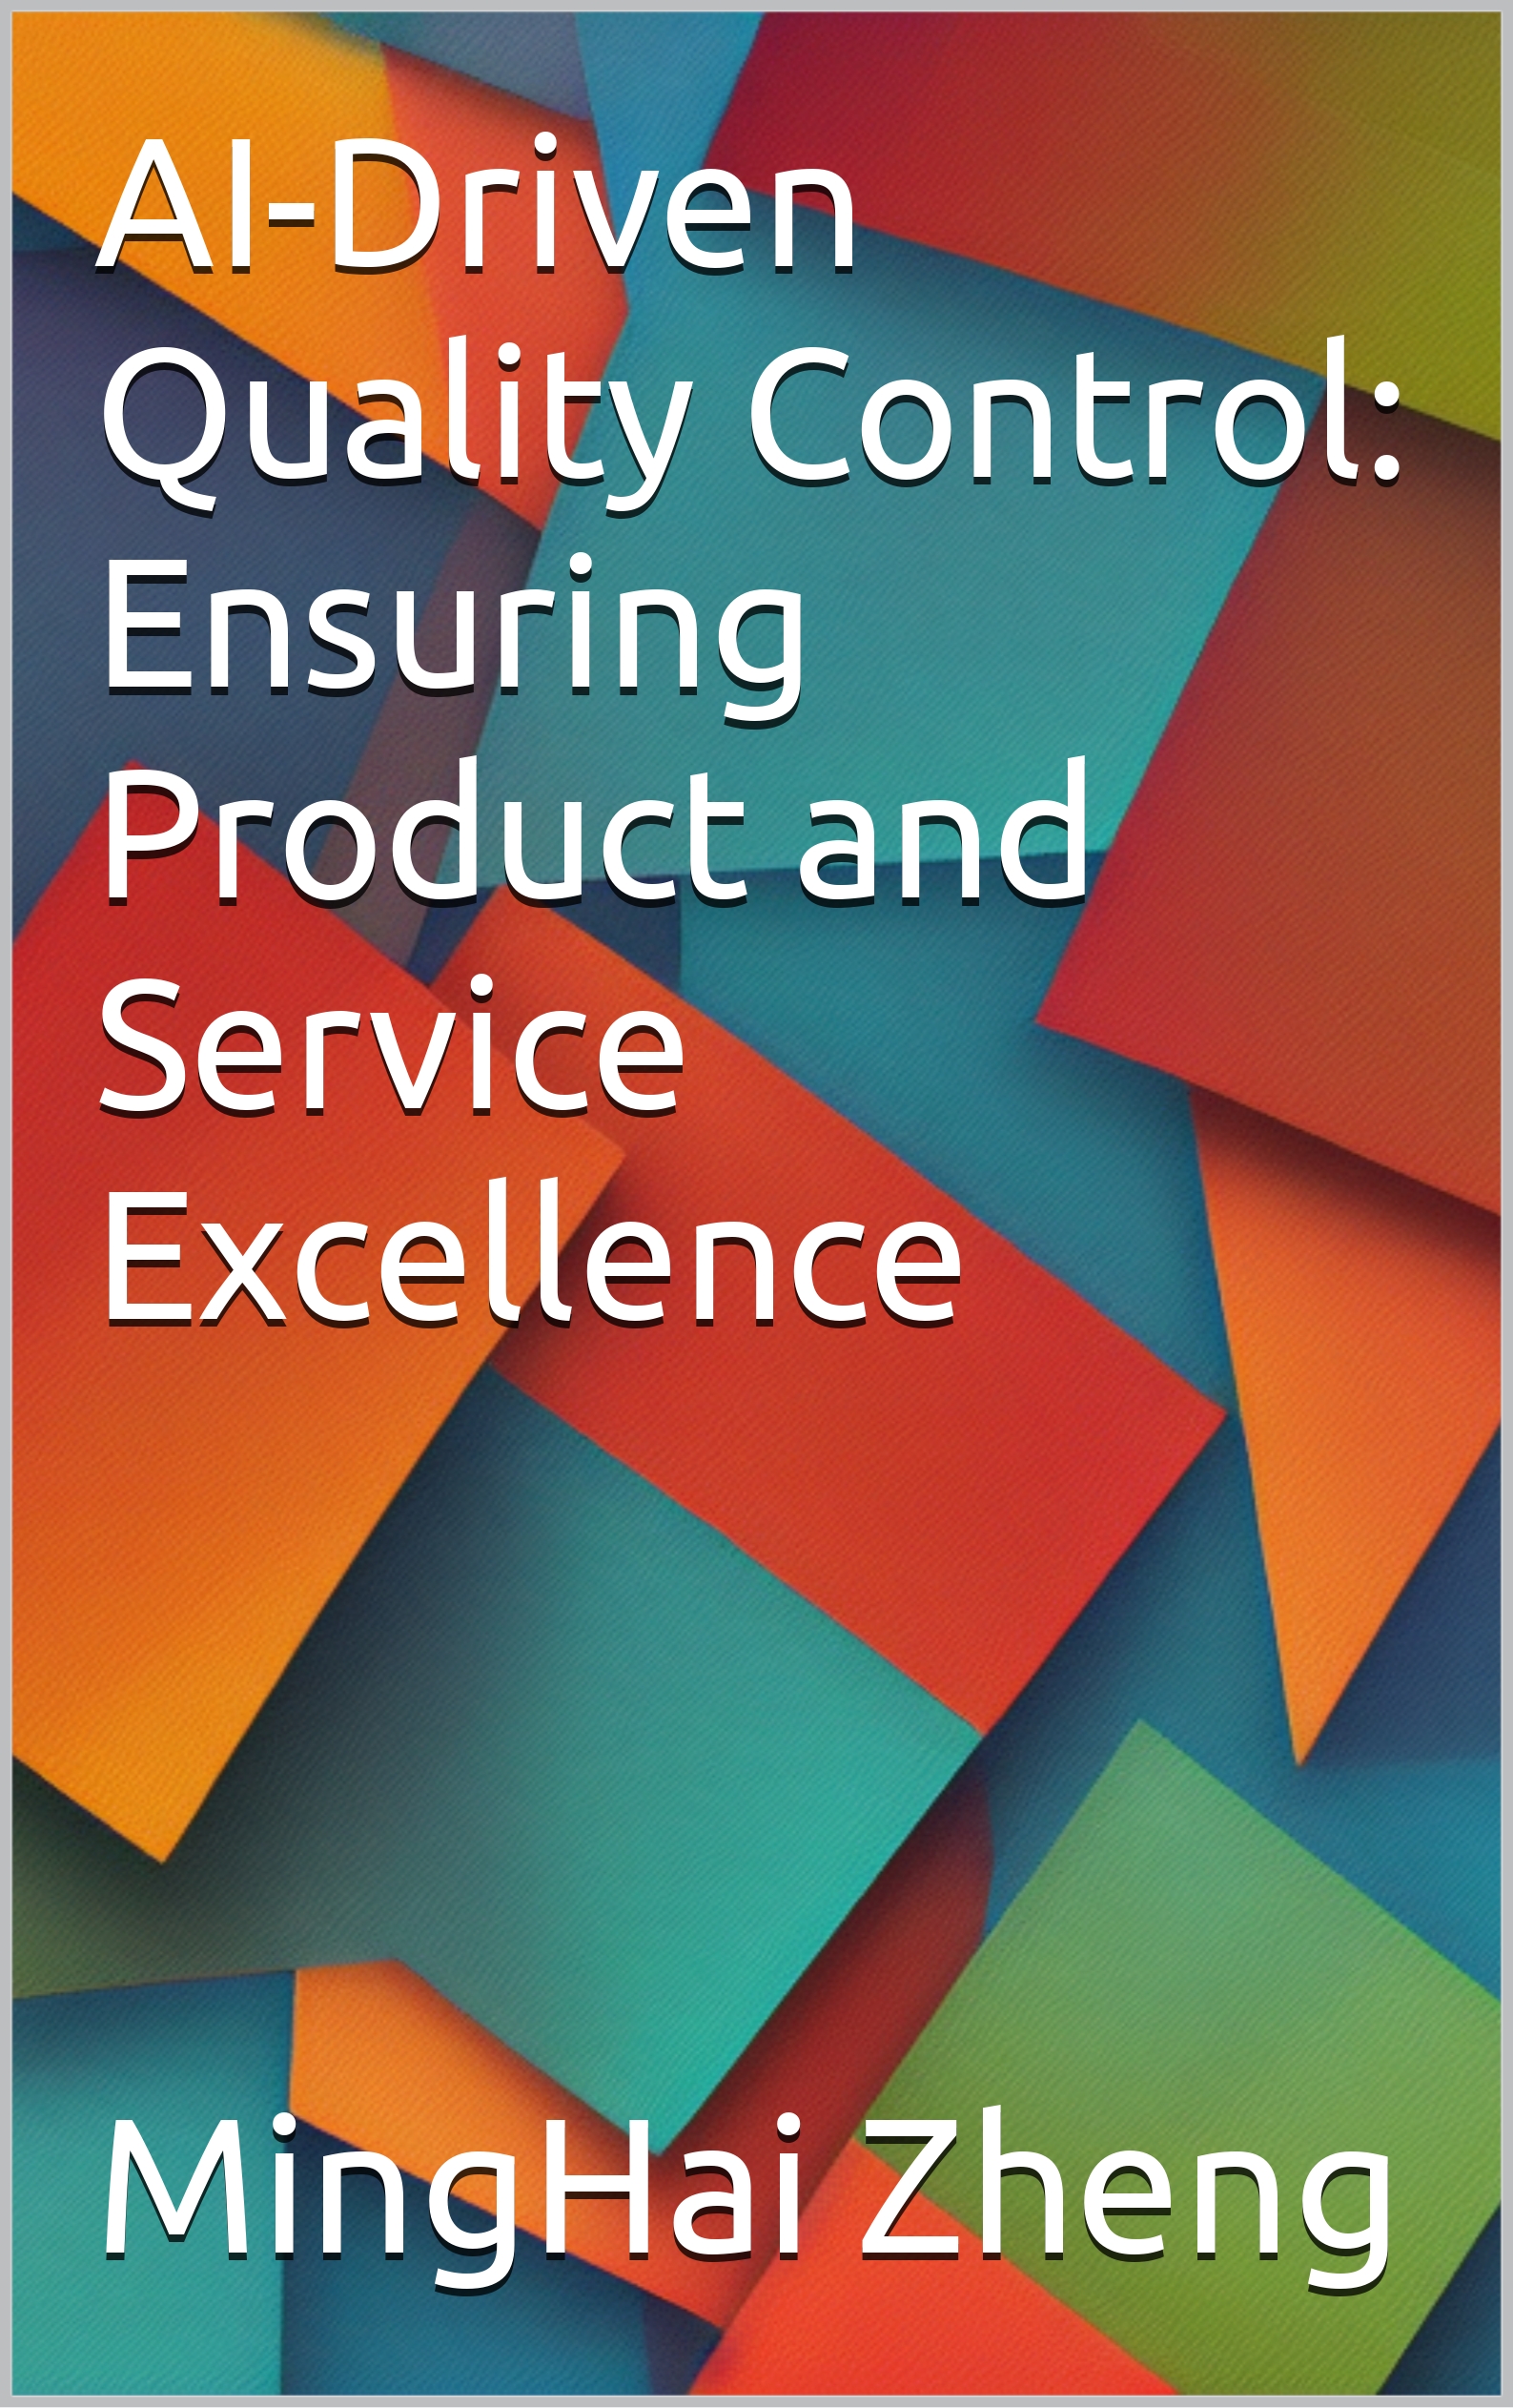 AI-Driven
Quality Control:
Ensuring
Product and
Service
Excellence
MingHai Zheng